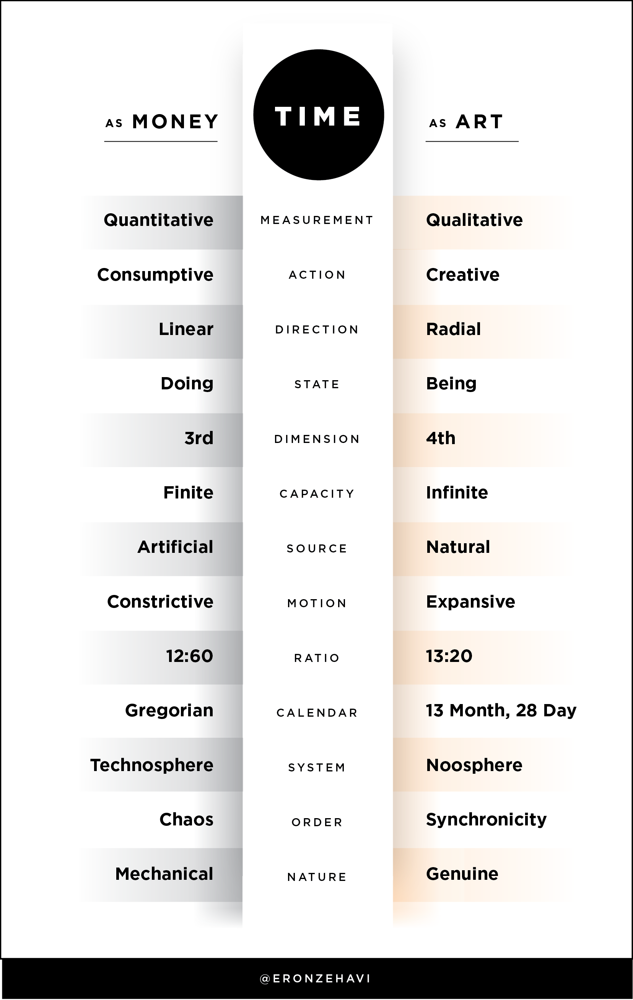 TIME
AS MONEY
AS ART
Quantitative MEASUREMENT Qualitative
Consumptive ACTION Creative
Linear DIRECTION Radial
Doing STATE Being
3rd DIMENSION 4th
Finite CAPACITY Infinite
Artificial SOURCE Natural
Constrictive MOTION Expansive
12:60 RATIO 13:20
Gregorian CALENDAR 13 Month, 28 Day
Technosphere SYSTEM Noosphere
Chaos ORDER Synchronicity
Mechanical NATURE Genuine
@ERONZEHAVI